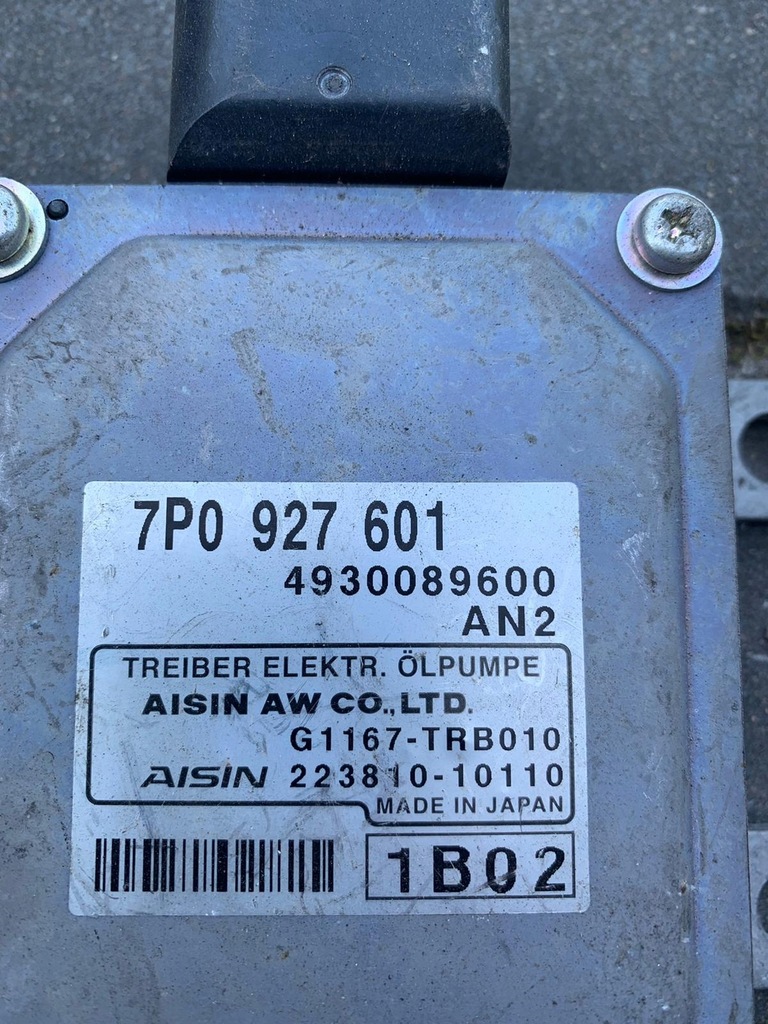 7P0 927 601
4930089600
AN2
TREIBER ELEKTR. ÖLPUMPE
AISIN AW CO.,LTD.
G1167-TRB010
AISIN 223810-10110
MADE IN JAPAN
1B02